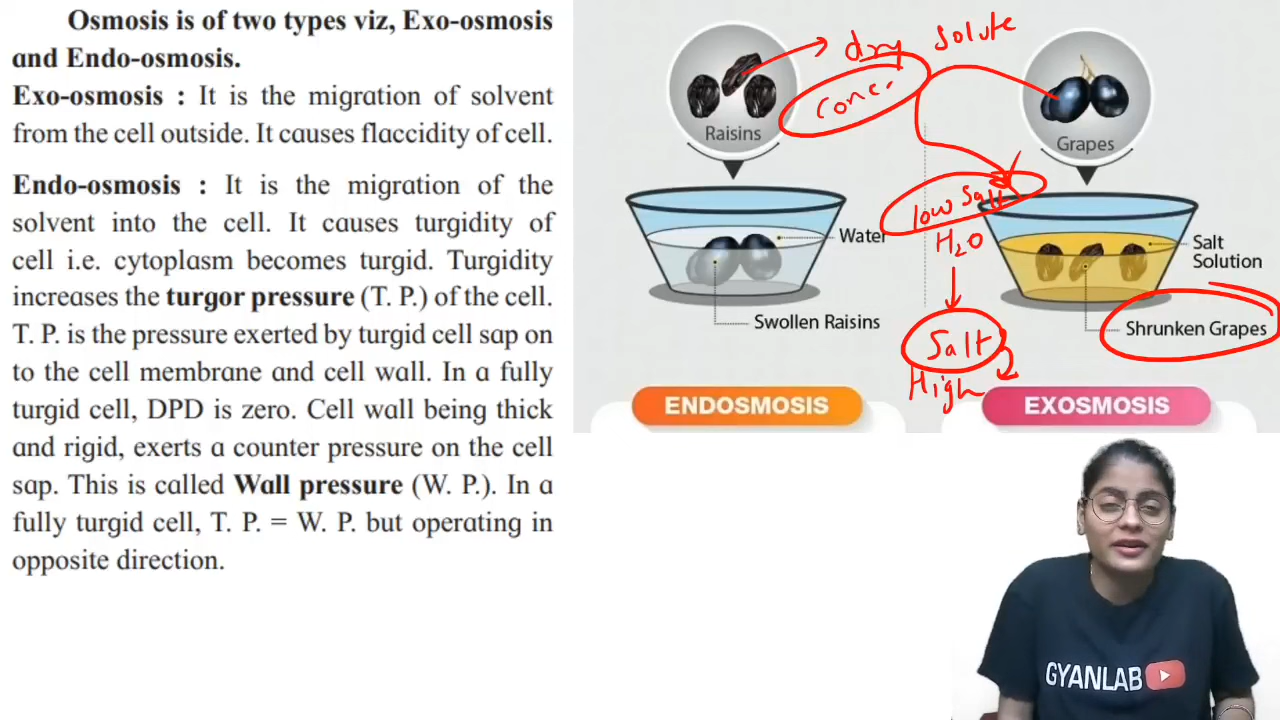 Osmosis is of two types viz, Exo-osmosis
and Endo-osmosis.
Exo-osmosis : It is the migration of solvent
from the cell outside. It causes flaccidity of cell.
Endo-osmosis : It is the migration of the
solvent into the cell. It causes turgidity of
cell i.e. cytoplasm becomes turgid. Turgidity
increases the turgor pressure (T. P.) of the cell.
T. P. is the pressure exerted by turgid cell sap on
to the cell membrane and cell wall. In a fully
turgid cell, DPD is zero. Cell wall being thick
and rigid, exerts a counter pressure on the cell
sap. This is called Wall pressure (W. P.). In a
fully turgid cell, T. P. = W. P. but operating in
opposite direction.
dry solute
conc.
Raisins
Grapes
low Salt
H₂O
Water
Salt
Solution
Swollen Raisins
Salt
High
Shrunken Grapes
ENDOSMOSIS
EXOSMOSIS
GYANLAB